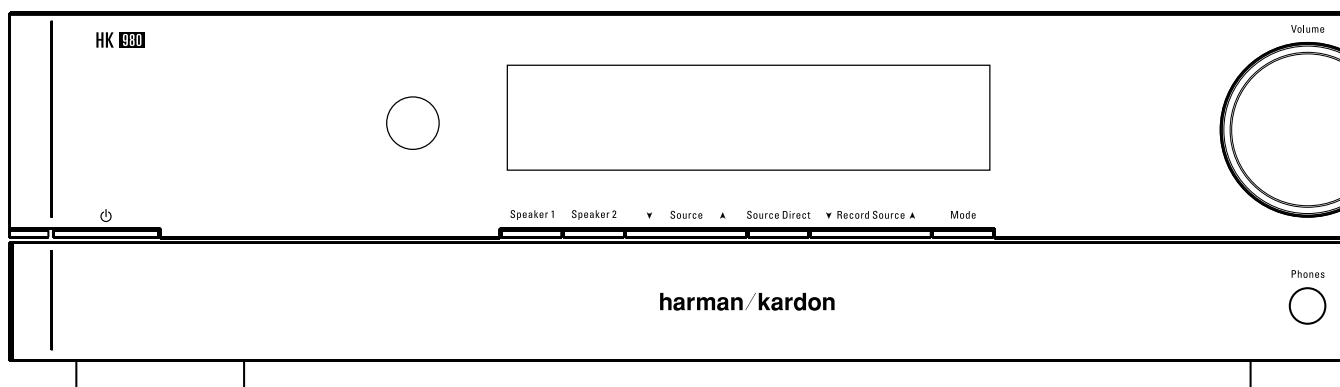 Volume
HK 980
Speaker 1 Speaker 2 ▼ Source ▲ Source Direct ▼ Record Source ▲ Mode
Phones
harman/kardon